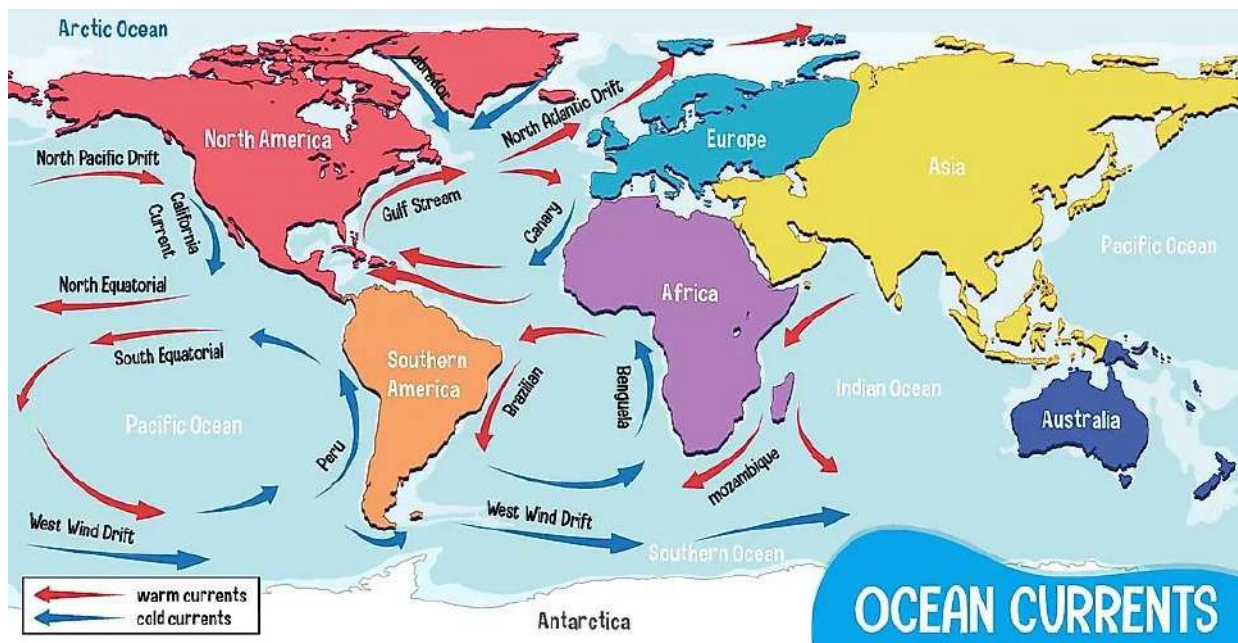 Arctic Ocean
Labrador
North Atlantic Drift
North America
Europe
Asia
North Pacific Drift
California
Current
Gulf Stream
Canary
Pacific Ocean
North Equatorial
Africa
South Equatorial
Southern
America
Brazilian
Benguela
Indian Ocean
Australia
Pacific Ocean
Peru
mozambique
West Wind Drift
West Wind Drift
Southern Ocean
warm currents
cold currents
Antarctica
OCEAN CURRENTS